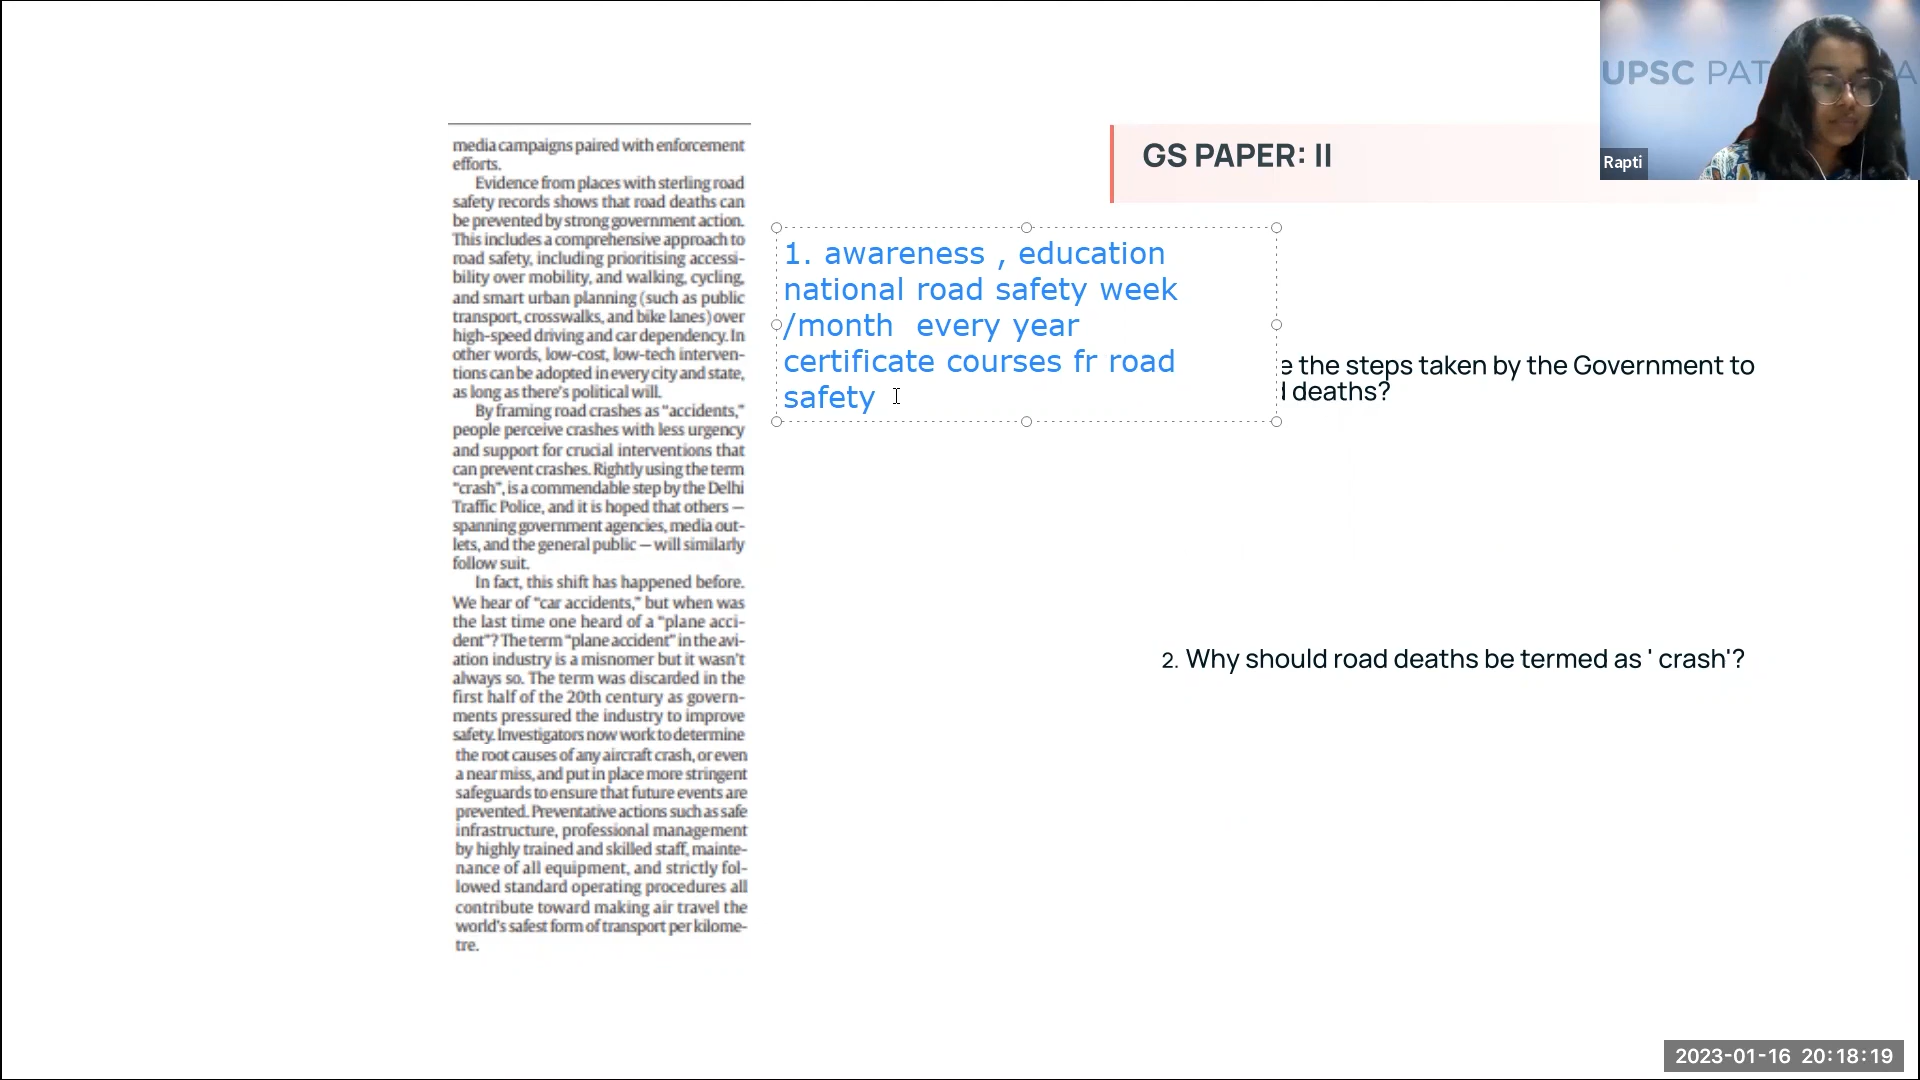 media campaigns paired with enforcement
efforts.
Evidence from places with sterling road
safety records shows that road deaths can
be prevented by strong government action.
This includes a comprehensive approach to
road safety, including prioritising accessi-
bility over mobility, and walking, cycling,
and smart urban planning (such as public
transport, crosswalks, and bike lanes) over
high-speed driving and car dependency. In
other words, low-cost, low-tech interven-
tions can be adopted in every city and state,
as long as there's political will.
By framing road crashes as "accidents,"
people perceive crashes with less urgency
and support for crucial interventions that
can prevent crashes. Rightly using the term
"crash", is a commendable step by the Delhi
Traffic Police, and it is hoped that others —
spanning government agencies, media out-
lets, and the general public — will similarly
follow suit.
In fact, this shift has happened before.
We hear of "car accidents," but when was
the last time one heard of a "plane acci-
dent"? The term "plane accident" in the avi-
ation industry is a misnomer but it wasn't
always so. The term was discarded in the
first half of the 20th century as govern-
ments pressured the industry to improve
safety. Investigators now work to determine
the root causes of any aircraft crash, or even
a near miss, and put in place more stringent
safeguards to ensure that future events are
prevented. Preventative actions such as safe
infrastructure, professional management
by highly trained and skilled staff, mainte-
nance of all equipment, and strictly fol-
lowed standard operating procedures all
contribute toward making air travel the
world's safest form of transport per kilome-
tre.
GS PAPER: II
1. awareness , education
national road safety week
/month every year
certificate courses fr road
safety
e the steps taken by the Government to
deaths?
2. Why should road deaths be termed as ' crash'?
UPSC PAT A
Rapti
2023-01-16 20:18:19